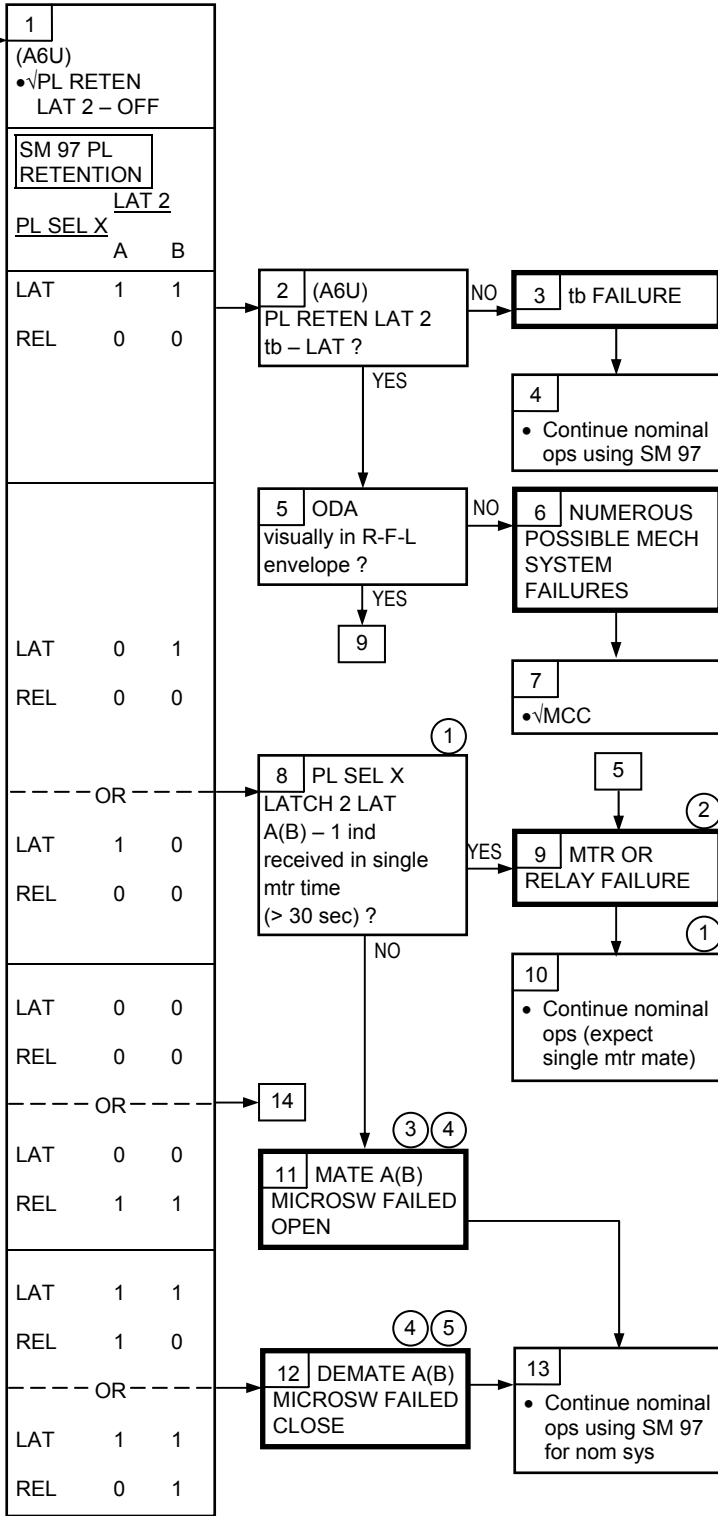 1
(A6U)
•√PL RETEN
LAT 2 – OFF
SM 97 PL
RETENTION
LAT 2
PL SEL X
A B
LAT 1 1
REL 0 0
2 (A6U)
PL RETEN LAT 2
tb – LAT ?
NO
YES
3 tb FAILURE
4
• Continue nominal
ops using SM 97
5 ODA
visually in R-F-L
envelope ?
NO
YES
9
6 NUMEROUS
POSSIBLE MECH
SYSTEM
FAILURES
7
•√MCC
LAT 0 1
REL 0 0
OR
LAT 1 0
REL 0 0
1
8 PL SEL X
LATCH 2 LAT
A(B) – 1 ind
received in single
mtr time
(> 30 sec) ?
YES
NO
5
2
9 MTR OR
RELAY FAILURE
1
10
• Continue nominal
ops (expect
single mtr mate)
LAT 0 0
REL 0 0
OR
14
LAT 0 0
REL 1 1
3 4
11 MATE A(B)
MICROSW FAILED
OPEN
LAT 1 1
REL 1 0
OR
LAT 1 1
REL 0 1
4 5
12 DEMATE A(B)
MICROSW FAILED
CLOSE
13
• Continue nominal
ops using SM 97
for nom sys